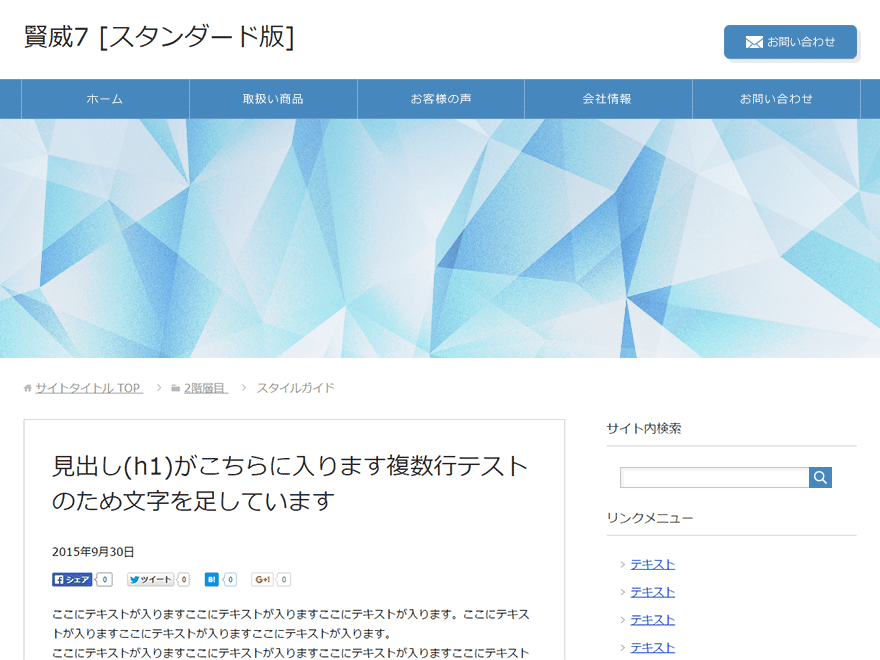 賢威7 [スタンダード版]
お問い合わせ
ホーム
取扱い商品
お客様の声
会社情報
お問い合わせ
サイトタイトル TOP
2階層目
スタイルガイド
見出し(h1)がこちらに入ります複数行テスト
のため文字を足しています
2015年9月30日
シェア 0
ツイート 0
B! 0
G+1 0
ここにテキストが入りますここにテキストが入りますここにテキストが入ります。ここにテキス
トが入りますここにテキストが入りますここにテキストが入ります。
ここにテキストが入りますここにテキストが入りますここにテキストが入りますここにテキスト
サイト内検索
リンクメニュー
テキスト
テキスト
テキスト
テキスト